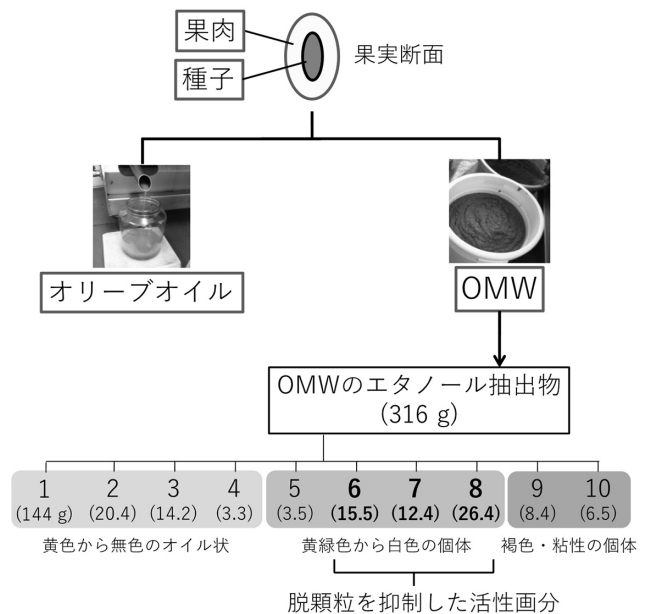 果肉
種子
果実断面
オリーブオイル
OMW
OMWのエタノール抽出物
(316 g)
1 2 3 4 5 6 7 8 9 10
(144 g) (20.4) (14.2) (3.3) (3.5) (15.5) (12.4) (26.4) (8.4) (6.5)
黄色から無色のオイル状 黄緑色から白色の個体 褐色・粘性の個体
脱顆粒を抑制した活性画分